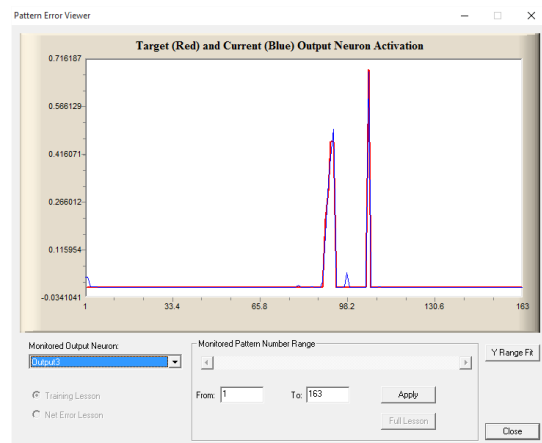 Pattern Error Viewer
Target (Red) and Current (Blue) Output Neuron Activation
0.716187
0.566129
0.416071
0.266012
0.115954
-0.0341041
1 33.4 65.8 98.2 130.6 163
Monitored Output Neuron:
Output3
Training Lesson
Net Error Lesson
Monitored Pattern Number Range
From: 1 To: 163 Apply
Full Lesson
Y Range Fit
Close